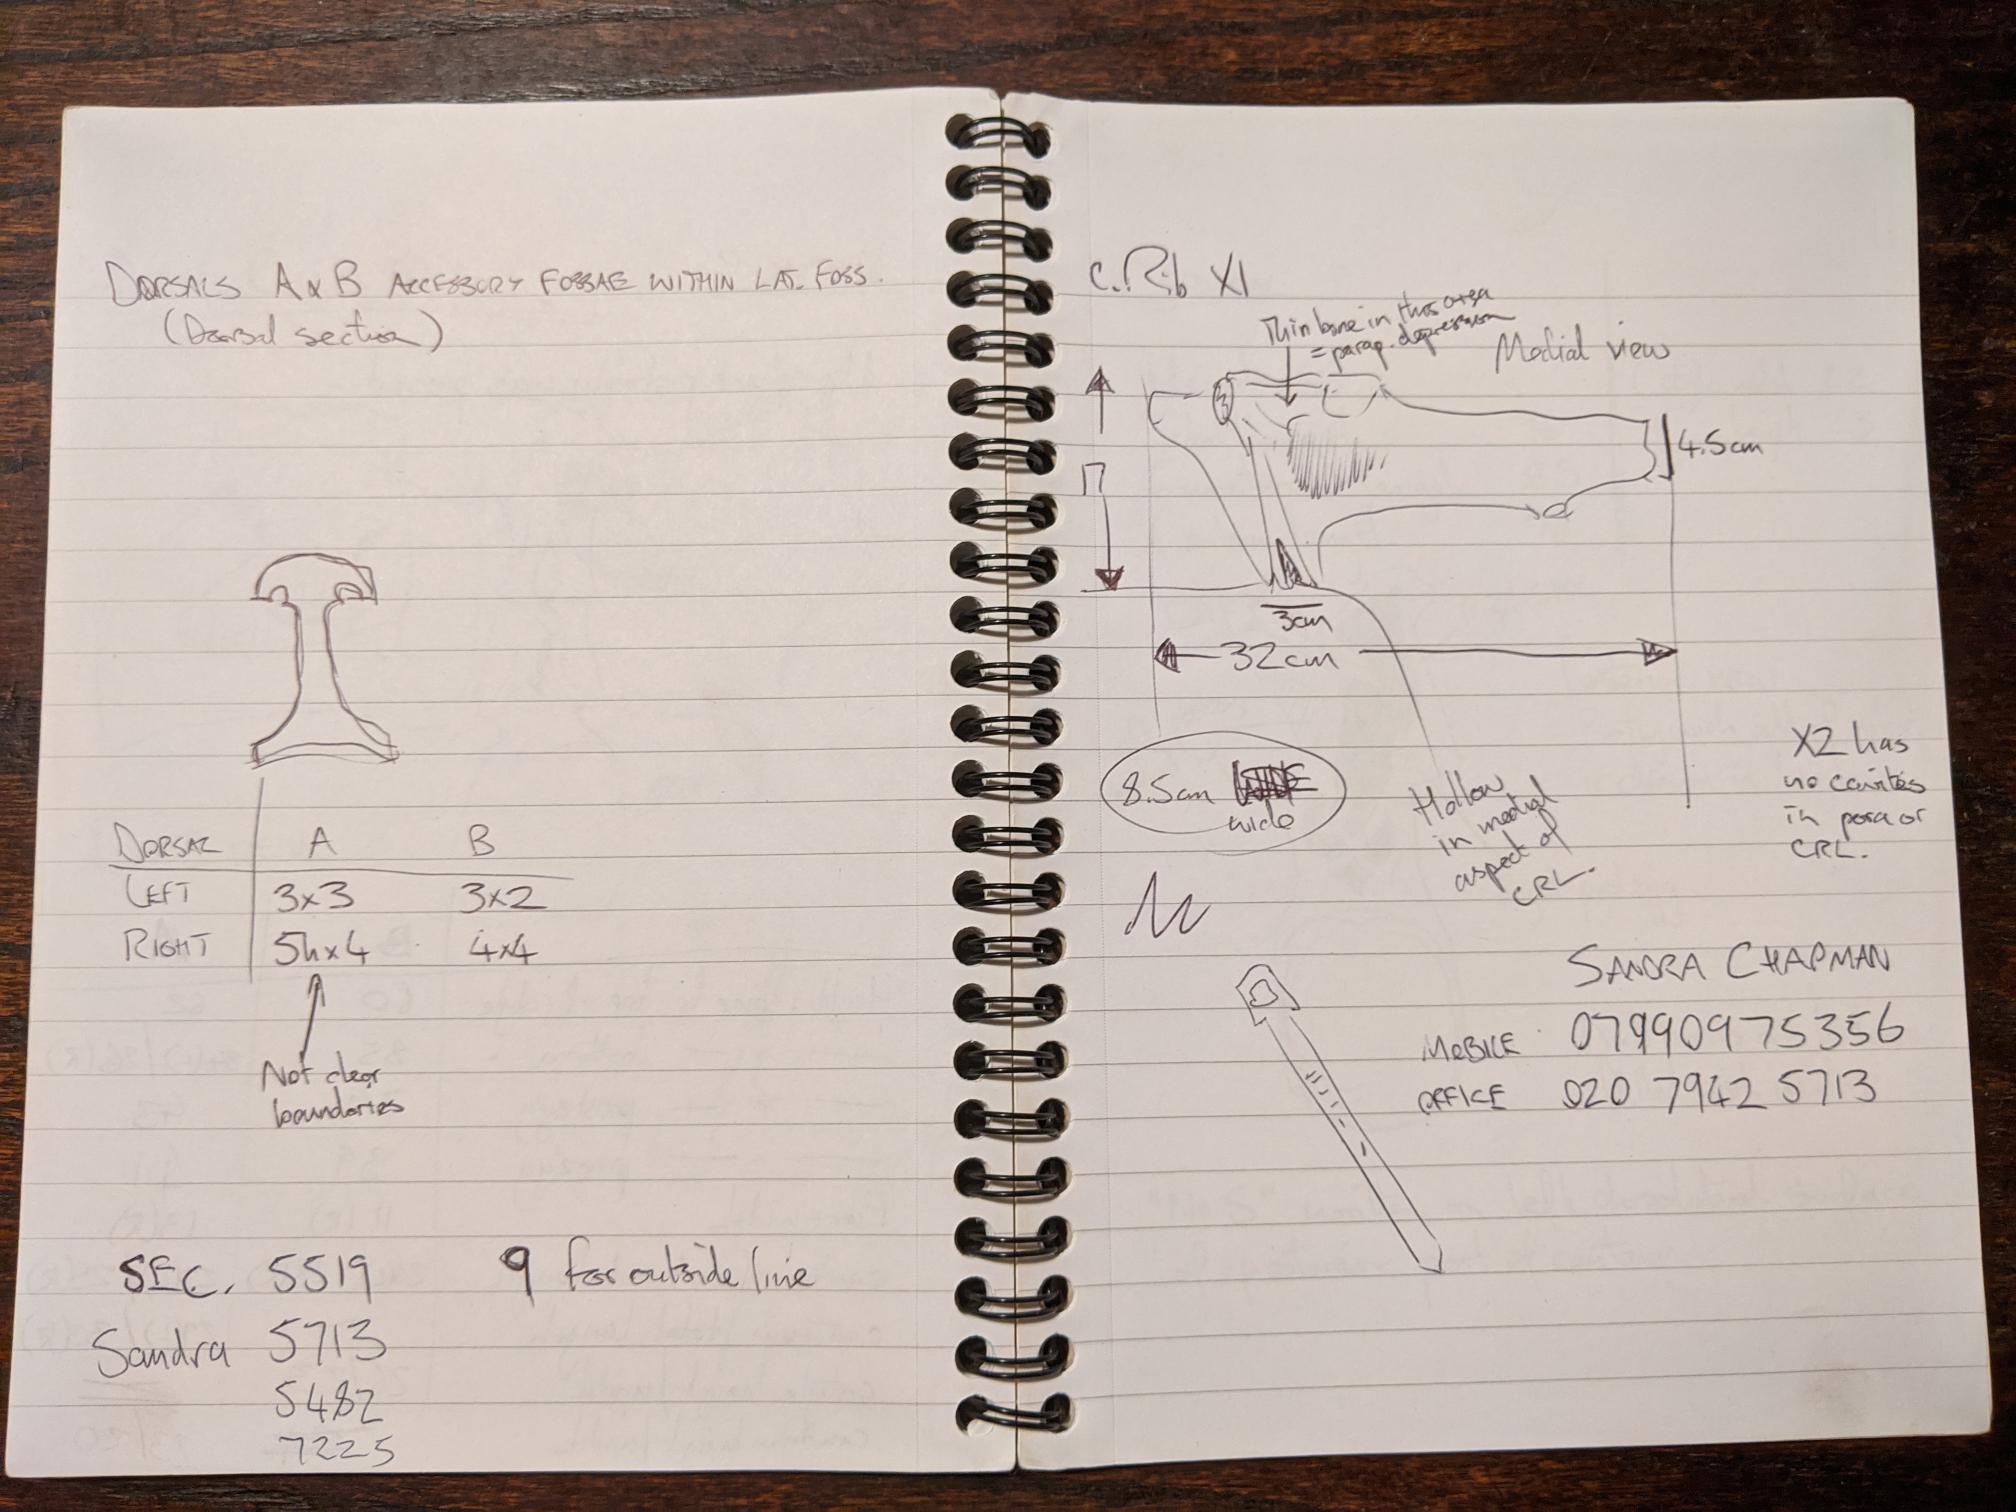 DORSALS A & B ACCESSORY FOSSAE WITHIN LAT. FOSS.
(Dorsal section)
DORSAL A B
LEFT 3x3 3x2
RIGHT 5h x 4 4x4
Not clear
boundaries
SEC. 5519 9 for outside line
Sandra 5713
5482
7225
C. Rib X1
Thin bone in this area
= parap. depression
Medial view
4.5cm
17
3cm
32cm
8.5cm
wide
Hollow
in medial
aspect of
CRL.
X2 has
no cavities
in para or
CRL.
SANDRA CHAPMAN
MOBILE 07990975356
OFFICE 020 7942 5713